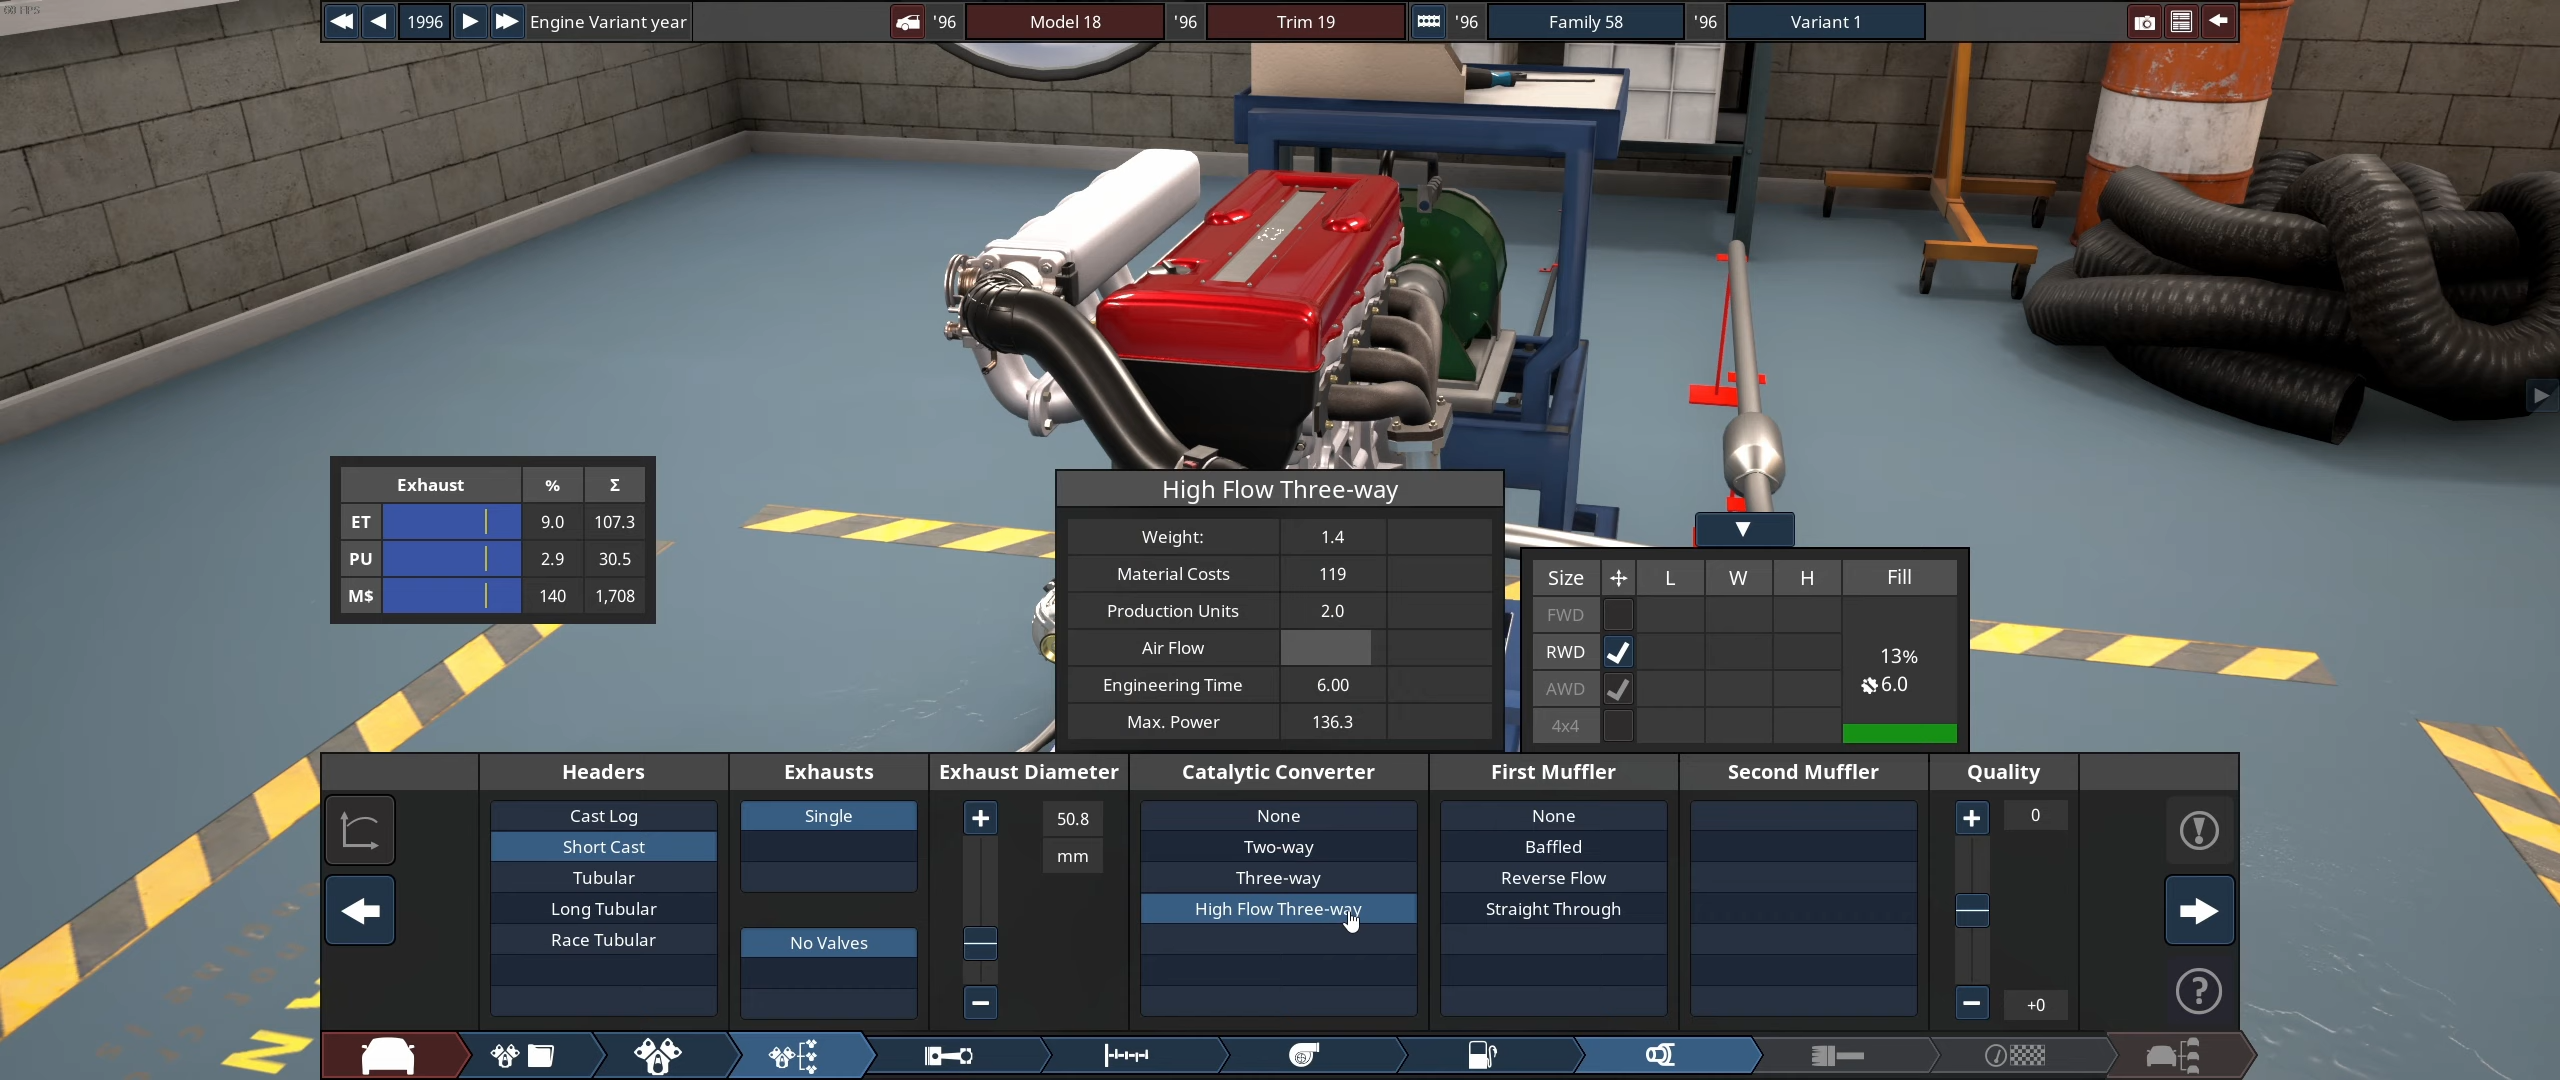 60 FPS
1996 Engine Variant year '96 Model 18 '96 Trim 19 '96 Family 58 '96 Variant 1
Exhaust % Σ
ET 9.0 107.3
PU 2.9 30.5
M$ 140 1,708
High Flow Three-way
Weight: 1.4
Material Costs 119
Production Units 2.0
Air Flow
Engineering Time 6.00
Max. Power 136.3
Size L W H Fill
FWD
RWD
AWD
4x4
13%
6.0
Headers Exhausts Exhaust Diameter Catalytic Converter First Muffler Second Muffler Quality
Cast Log
Short Cast
Tubular
Long Tubular
Race Tubular
Single
No Valves
50.8
mm
None
Two-way
Three-way
High Flow Three-way
None
Baffled
Reverse Flow
Straight Through
0
+0